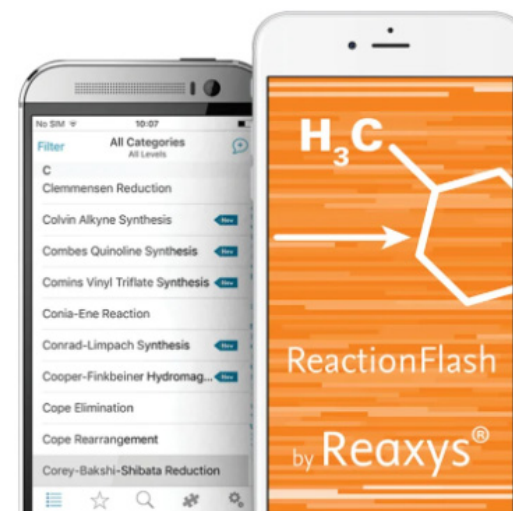 No SIM
10:07
Filter
All Categories
All Levels
C
Clemmensen Reduction
Colvin Alkyne Synthesis
New
Combes Quinoline Synthesis
New
Comins Vinyl Triflate Synthesis
New
Conia-Ene Reaction
Conrad-Limpach Synthesis
New
Cooper-Finkbeiner Hydromag...
New
Cope Elimination
Cope Rearrangement
Corey-Bakshi-Shibata Reduction
H₃C
ReactionFlash
by Reaxys®